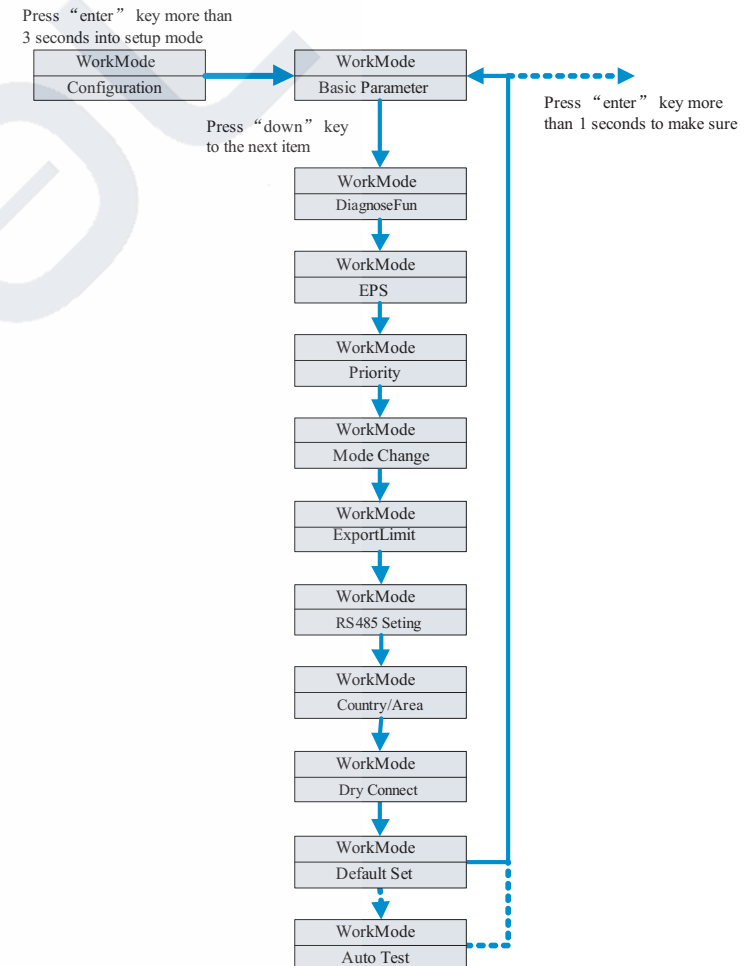 Press “enter” key more than
3 seconds into setup mode
WorkMode
Configuration
WorkMode
Basic Parameter
Press “enter” key more
than 1 seconds to make sure
Press “down” key
to the next item
WorkMode
DiagnoseFun
WorkMode
EPS
WorkMode
Priority
WorkMode
Mode Change
WorkMode
ExportLimit
WorkMode
RS485 Seting
WorkMode
Country/Area
WorkMode
Dry Connect
WorkMode
Default Set
WorkMode
Auto Test